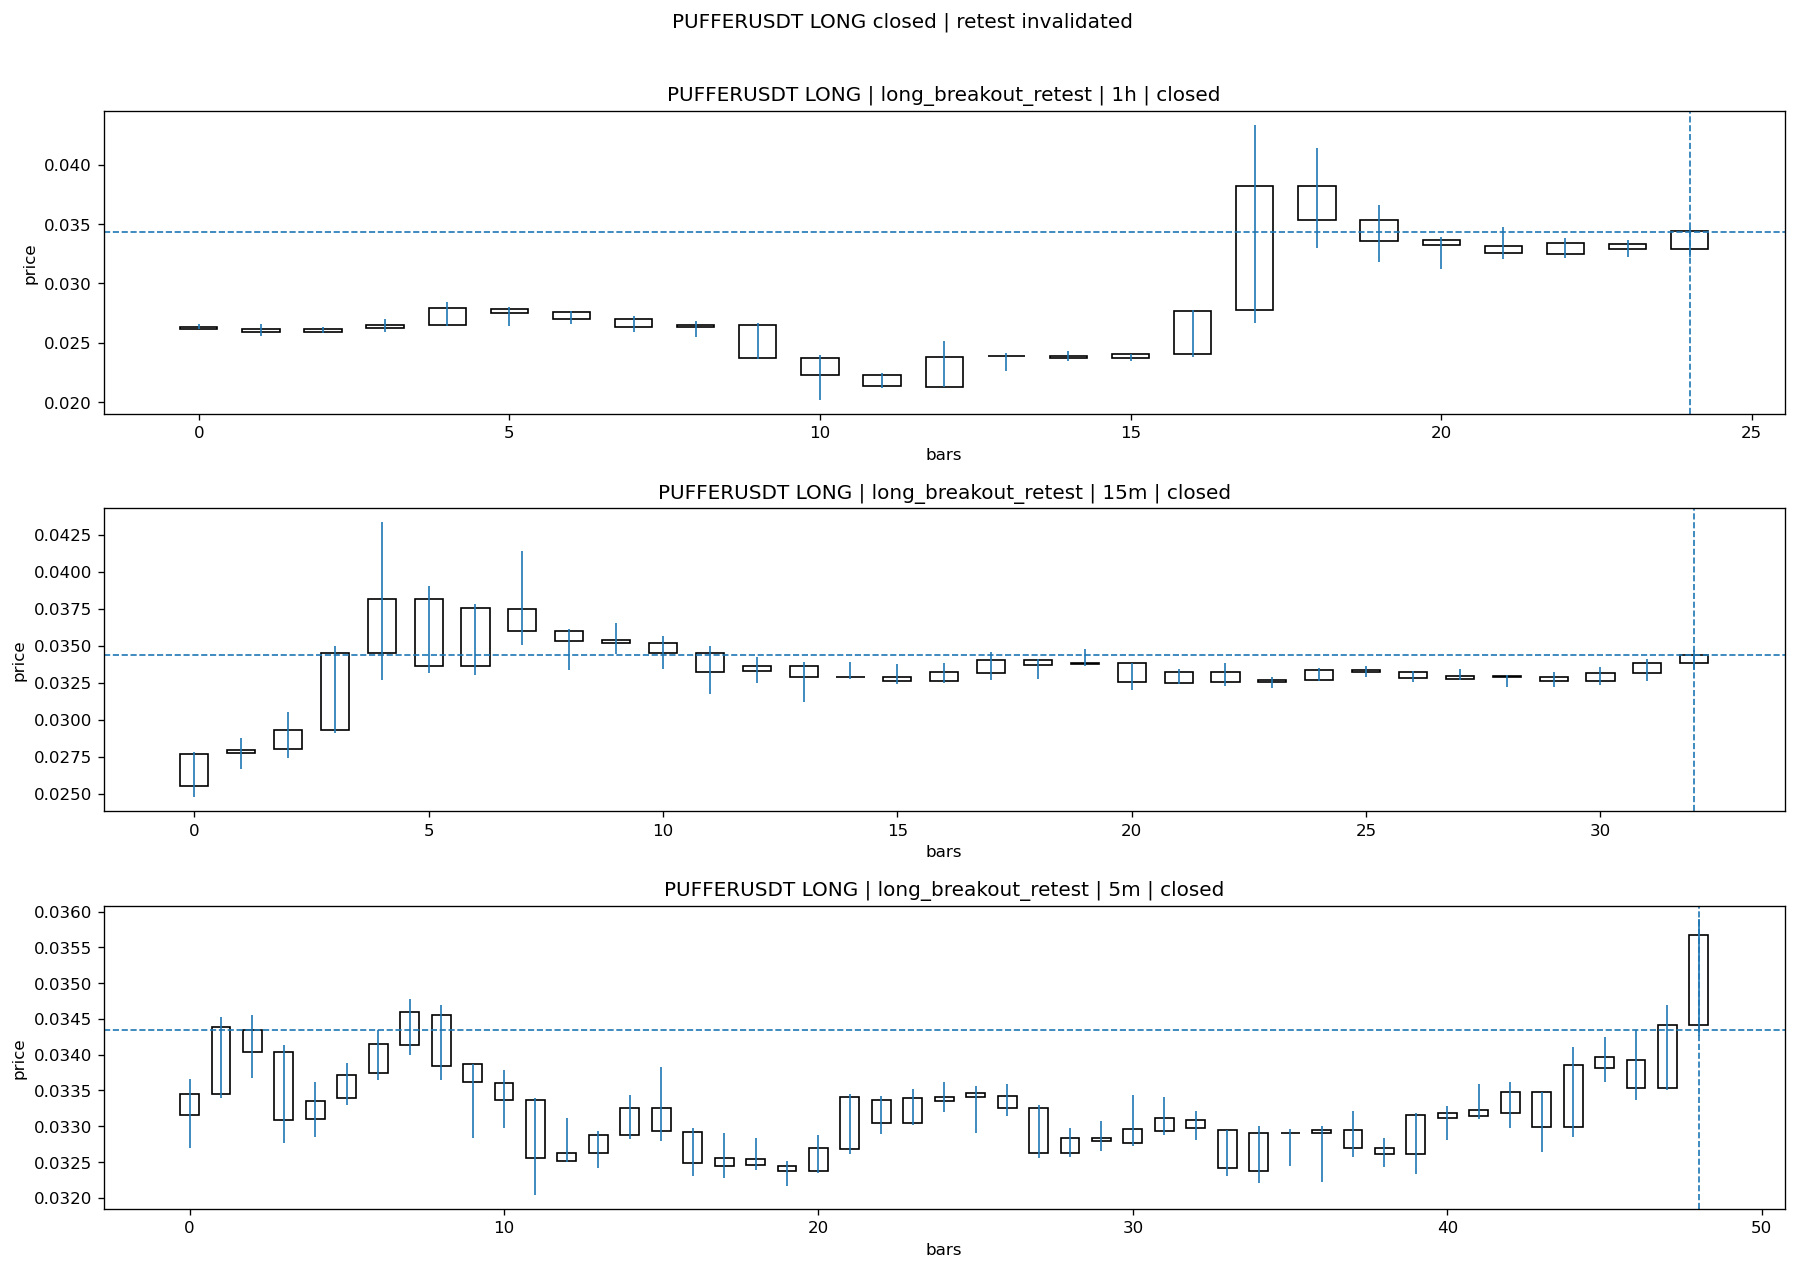 PUFFERUSDT LONG closed | retest invalidated
PUFFERUSDT LONG | long_breakout_retest | 1h | closed
0.040
0.035
0.030
0.025
0.020
price
0 5 10 15 20 25
bars
PUFFERUSDT LONG | long_breakout_retest | 15m | closed
0.0425
0.0400
0.0375
0.0350
0.0325
0.0300
0.0275
0.0250
price
0 5 10 15 20 25 30
bars
PUFFERUSDT LONG | long_breakout_retest | 5m | closed
0.0360
0.0355
0.0350
0.0345
0.0340
0.0335
0.0330
0.0325
0.0320
price
0 10 20 30 40 50
bars